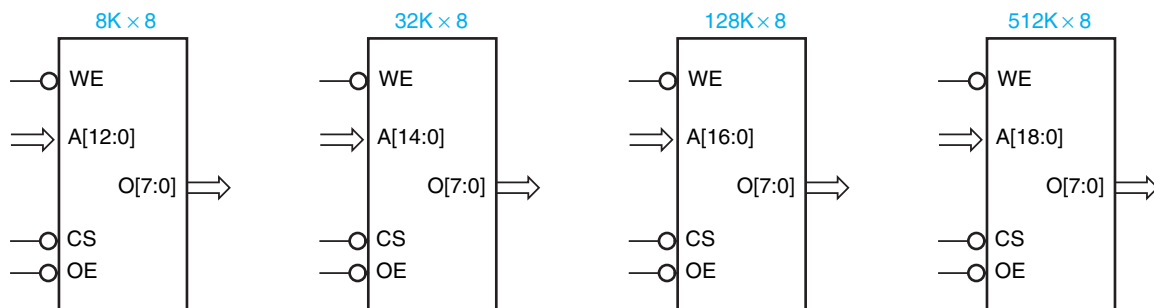 8K × 8
WE
A[12:0]
O[7:0]
CS
OE
32K × 8
WE
A[14:0]
O[7:0]
CS
OE
128K × 8
WE
A[16:0]
O[7:0]
CS
OE
512K × 8
WE
A[18:0]
O[7:0]
CS
OE